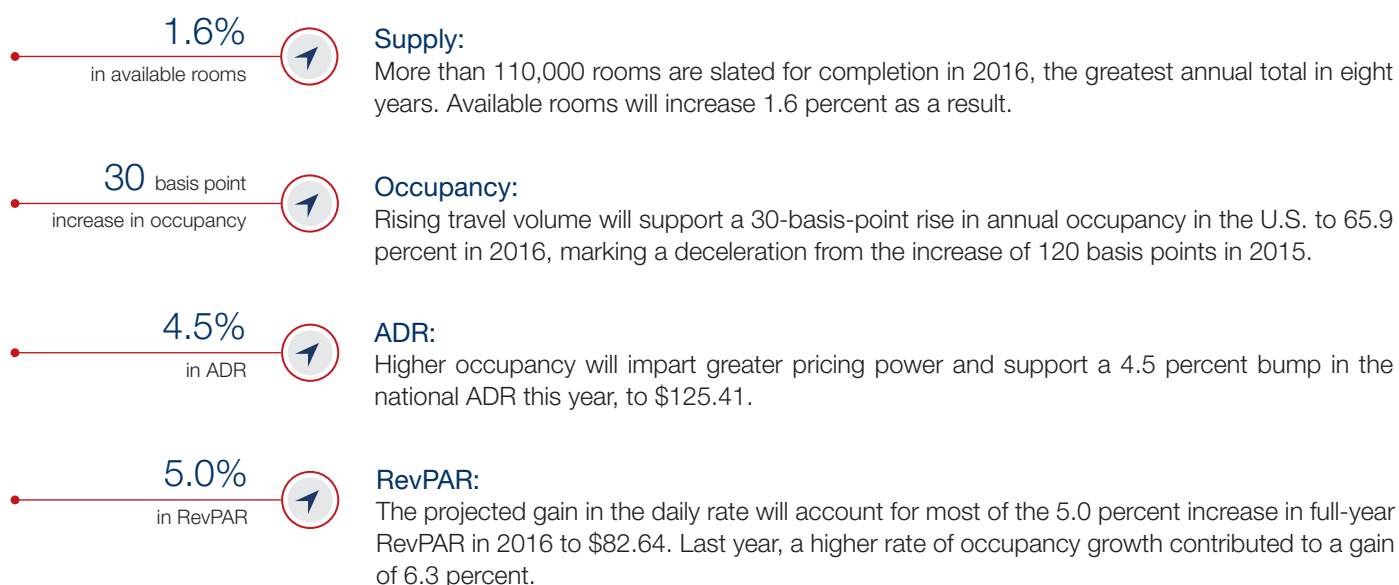 1.6%
in available rooms
Supply:
More than 110,000 rooms are slated for completion in 2016, the greatest annual total in eight
years. Available rooms will increase 1.6 percent as a result.
30 basis point
increase in occupancy
Occupancy:
Rising travel volume will support a 30-basis-point rise in annual occupancy in the U.S. to 65.9
percent in 2016, marking a deceleration from the increase of 120 basis points in 2015.
4.5%
in ADR
ADR:
Higher occupancy will impart greater pricing power and support a 4.5 percent bump in the
national ADR this year, to $125.41.
5.0%
in RevPAR
RevPAR:
The projected gain in the daily rate will account for most of the 5.0 percent increase in full-year
RevPAR in 2016 to $82.64. Last year, a higher rate of occupancy growth contributed to a gain
of 6.3 percent.